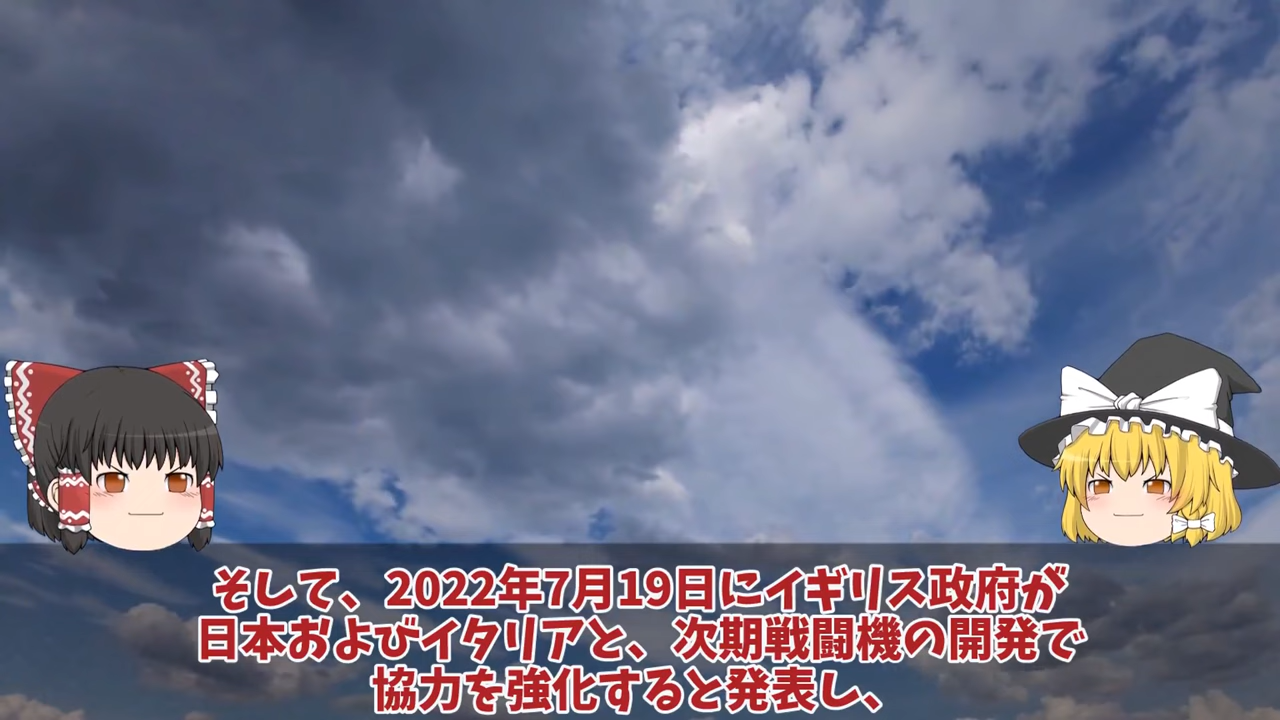 そして、2022年7月19日にイギリス政府が
日本およびイタリアと、次期戦闘機の開発で
協力を強化すると発表し、